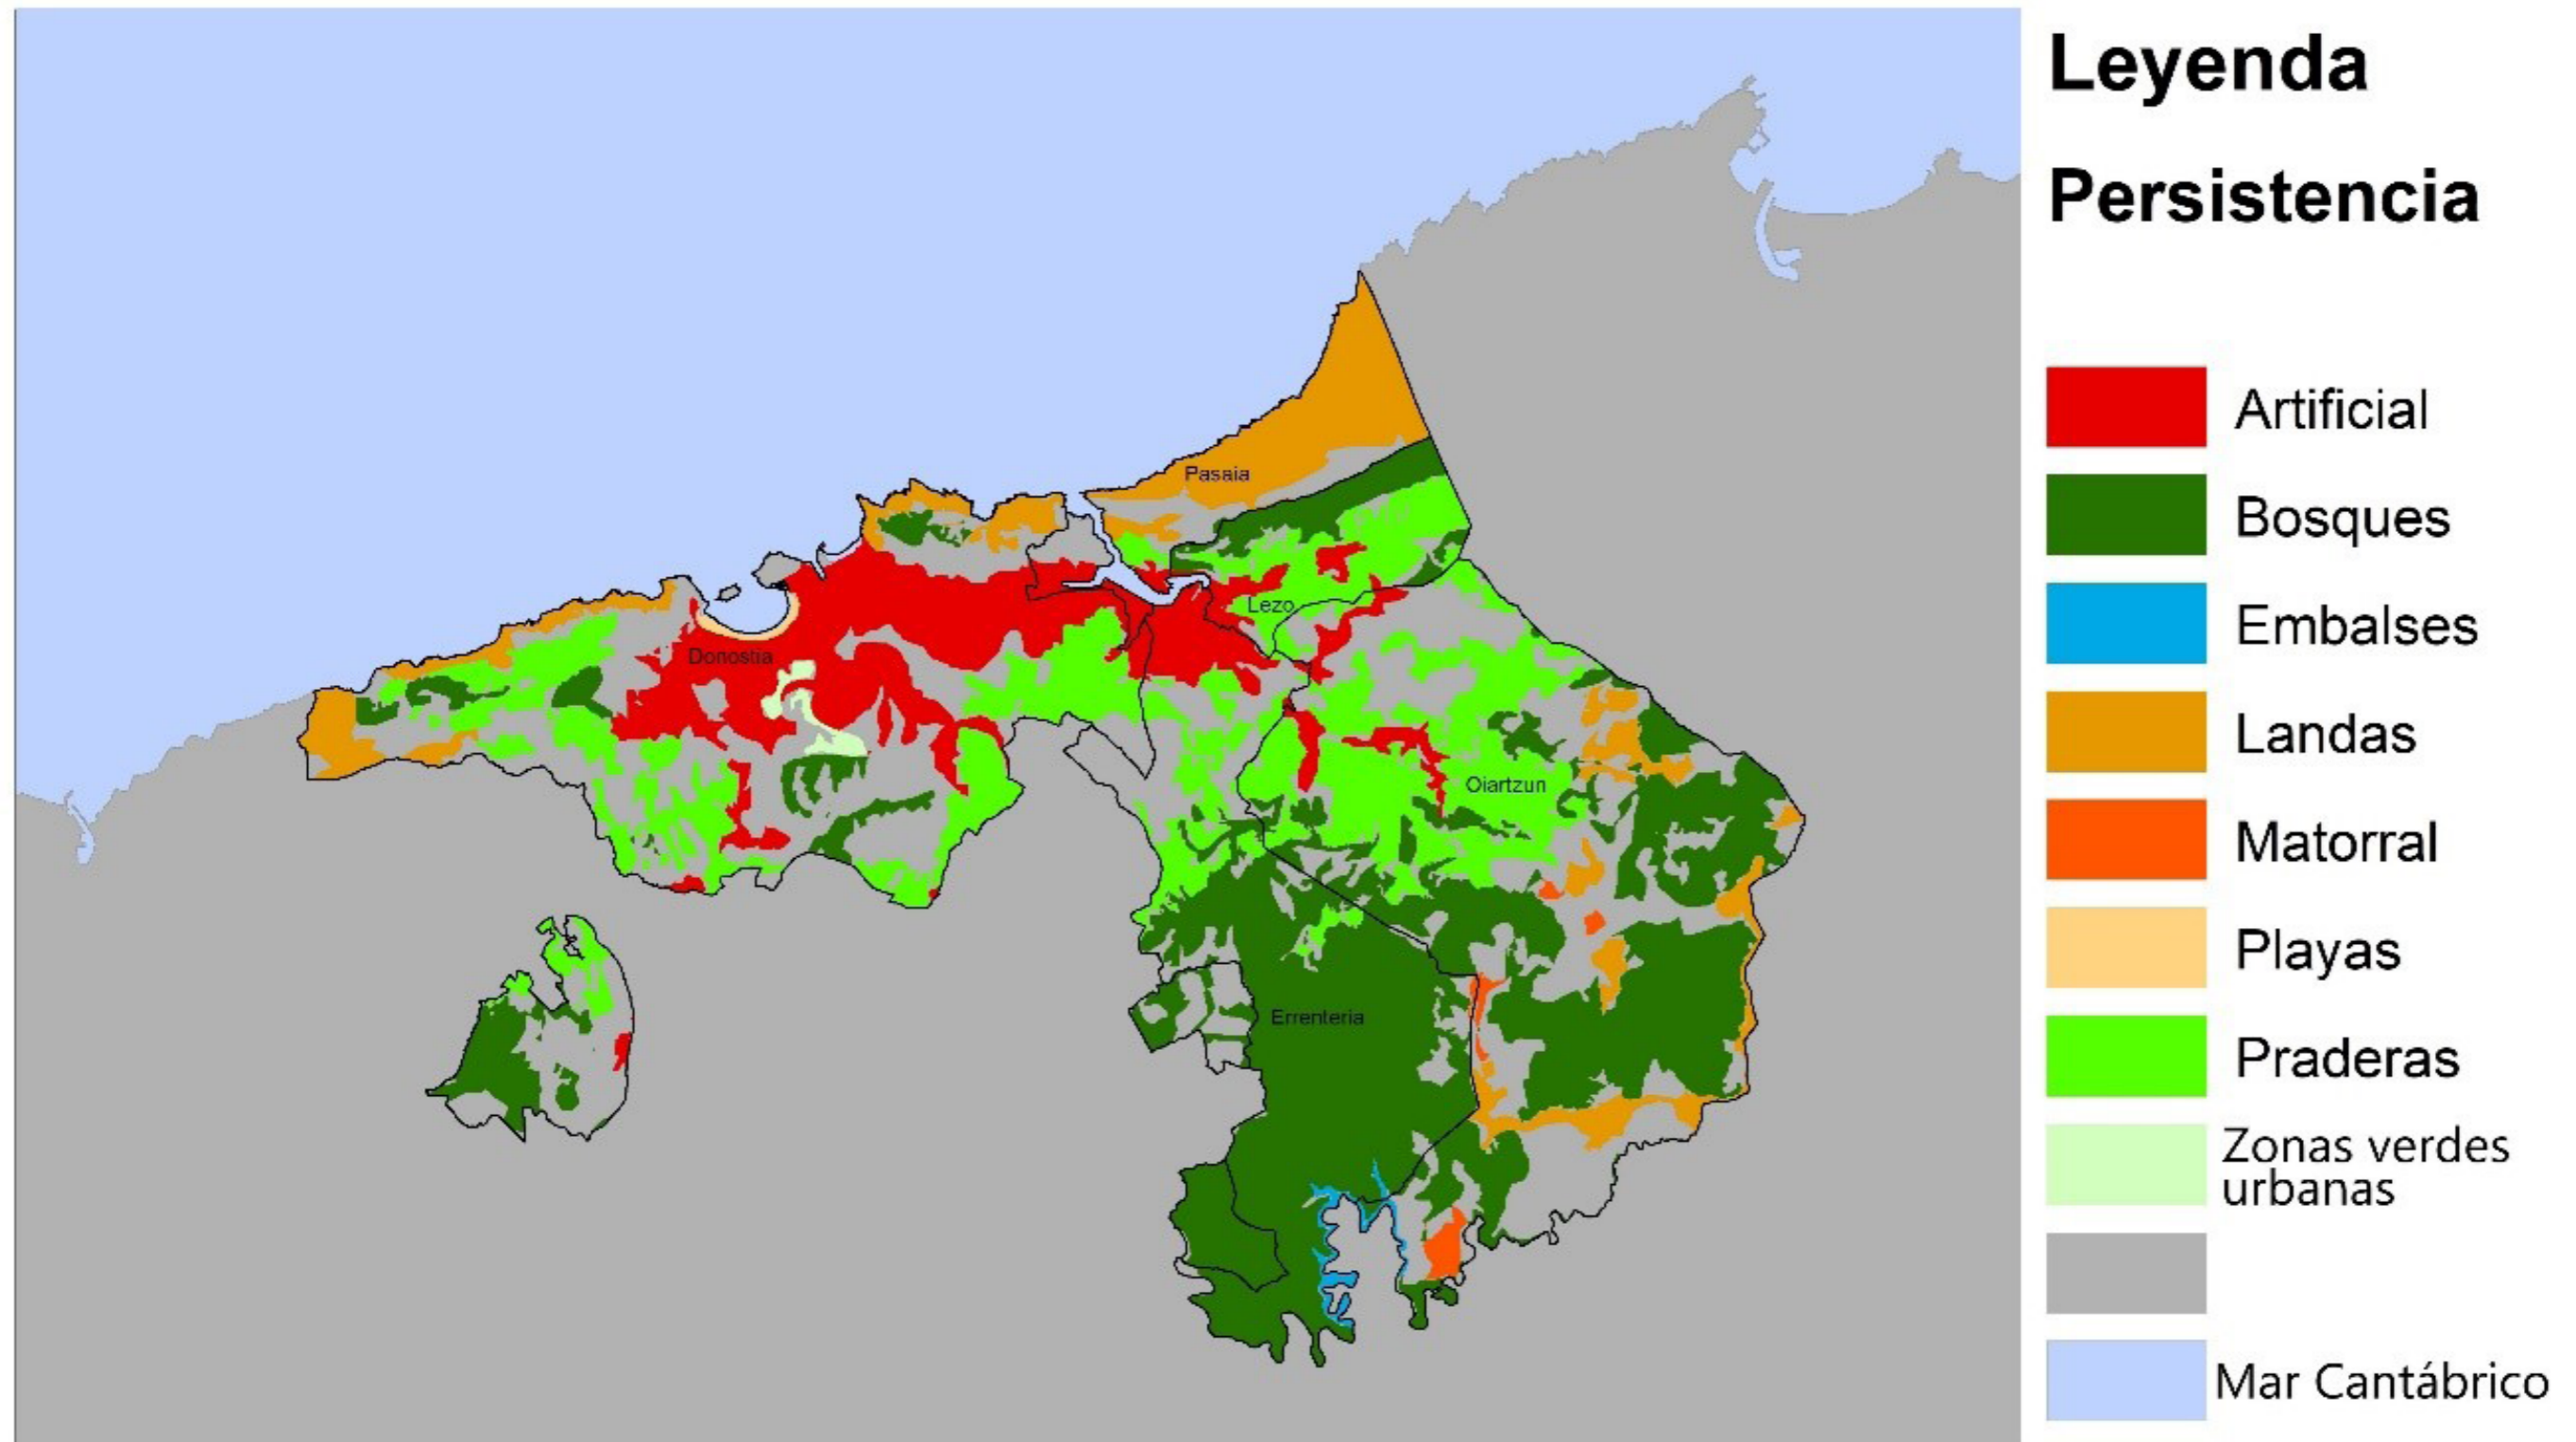 Leyenda
Persistencia
Artificial
Bosques
Embalses
Landas
Matorral
Playas
Praderas
Zonas verdes
urbanas
Mar Cantábrico
Pasaia
Lezo
Donostia
Oiartzun
Errenteria